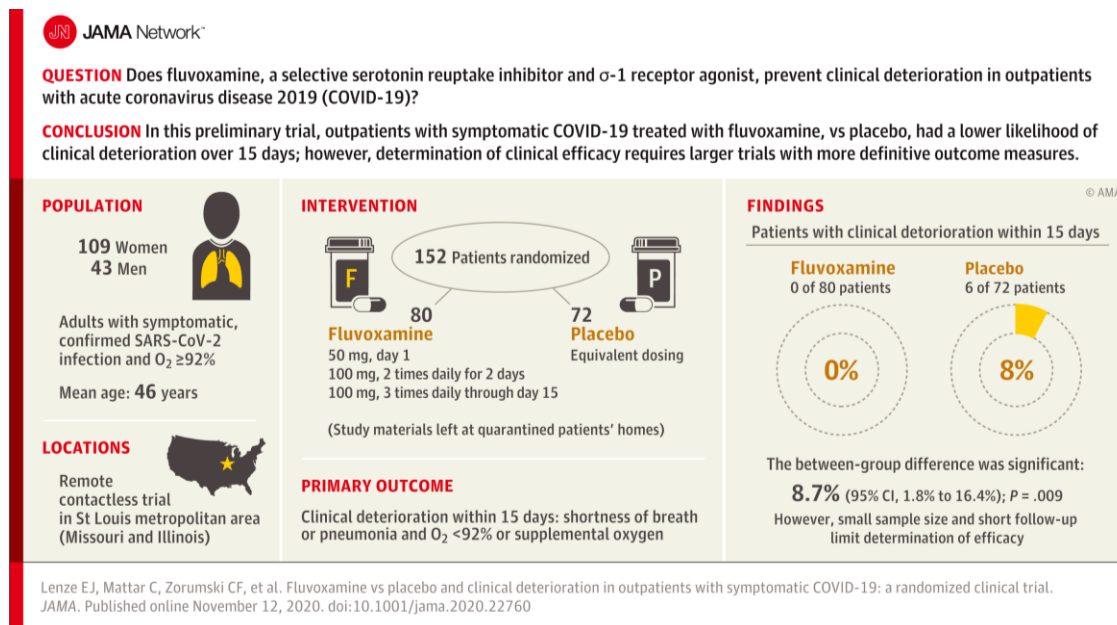 JN JAMA Network™
QUESTION Does fluvoxamine, a selective serotonin reuptake inhibitor and σ-1 receptor agonist, prevent clinical deterioration in outpatients
with acute coronavirus disease 2019 (COVID-19)?
CONCLUSION In this preliminary trial, outpatients with symptomatic COVID-19 treated with fluvoxamine, vs placebo, had a lower likelihood of
clinical deterioration over 15 days; however, determination of clinical efficacy requires larger trials with more definitive outcome measures.
© AMA
POPULATION
109 Women
43 Men
Adults with symptomatic,
confirmed SARS-CoV-2
infection and O₂ ≥92%
Mean age: 46 years
LOCATIONS
Remote
contactless trial
in St Louis metropolitan area
(Missouri and Illinois)
INTERVENTION
152 Patients randomized
F
P
80
Fluvoxamine
50 mg, day 1
100 mg, 2 times daily for 2 days
100 mg, 3 times daily through day 15
72
Placebo
Equivalent dosing
(Study materials left at quarantined patients' homes)
PRIMARY OUTCOME
Clinical deterioration within 15 days: shortness of breath
or pneumonia and O₂ <92% or supplemental oxygen
FINDINGS
Patients with clinical detorioration within 15 days
Fluvoxamine
0 of 80 patients
0%
Placebo
6 of 72 patients
8%
The between-group difference was significant:
8.7% (95% CI, 1.8% to 16.4%); P = .009
However, small sample size and short follow-up
limit determination of efficacy
Lenze EJ, Mattar C, Zorumski CF, et al. Fluvoxamine vs placebo and clinical deterioration in outpatients with symptomatic COVID-19: a randomized clinical trial.
JAMA. Published online November 12, 2020. doi:10.1001/jama.2020.22760